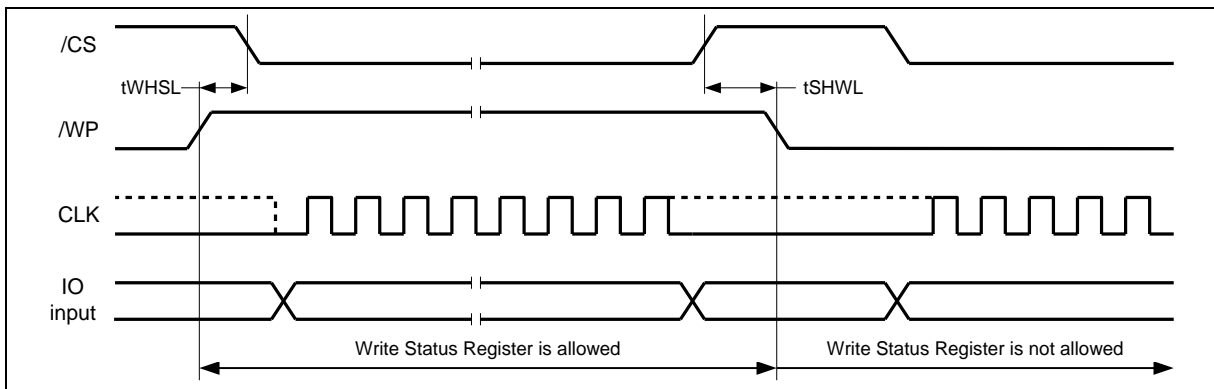 /CS
tWHSL
tSHWL
/WP
CLK
IO
input
Write Status Register is allowed
Write Status Register is not allowed